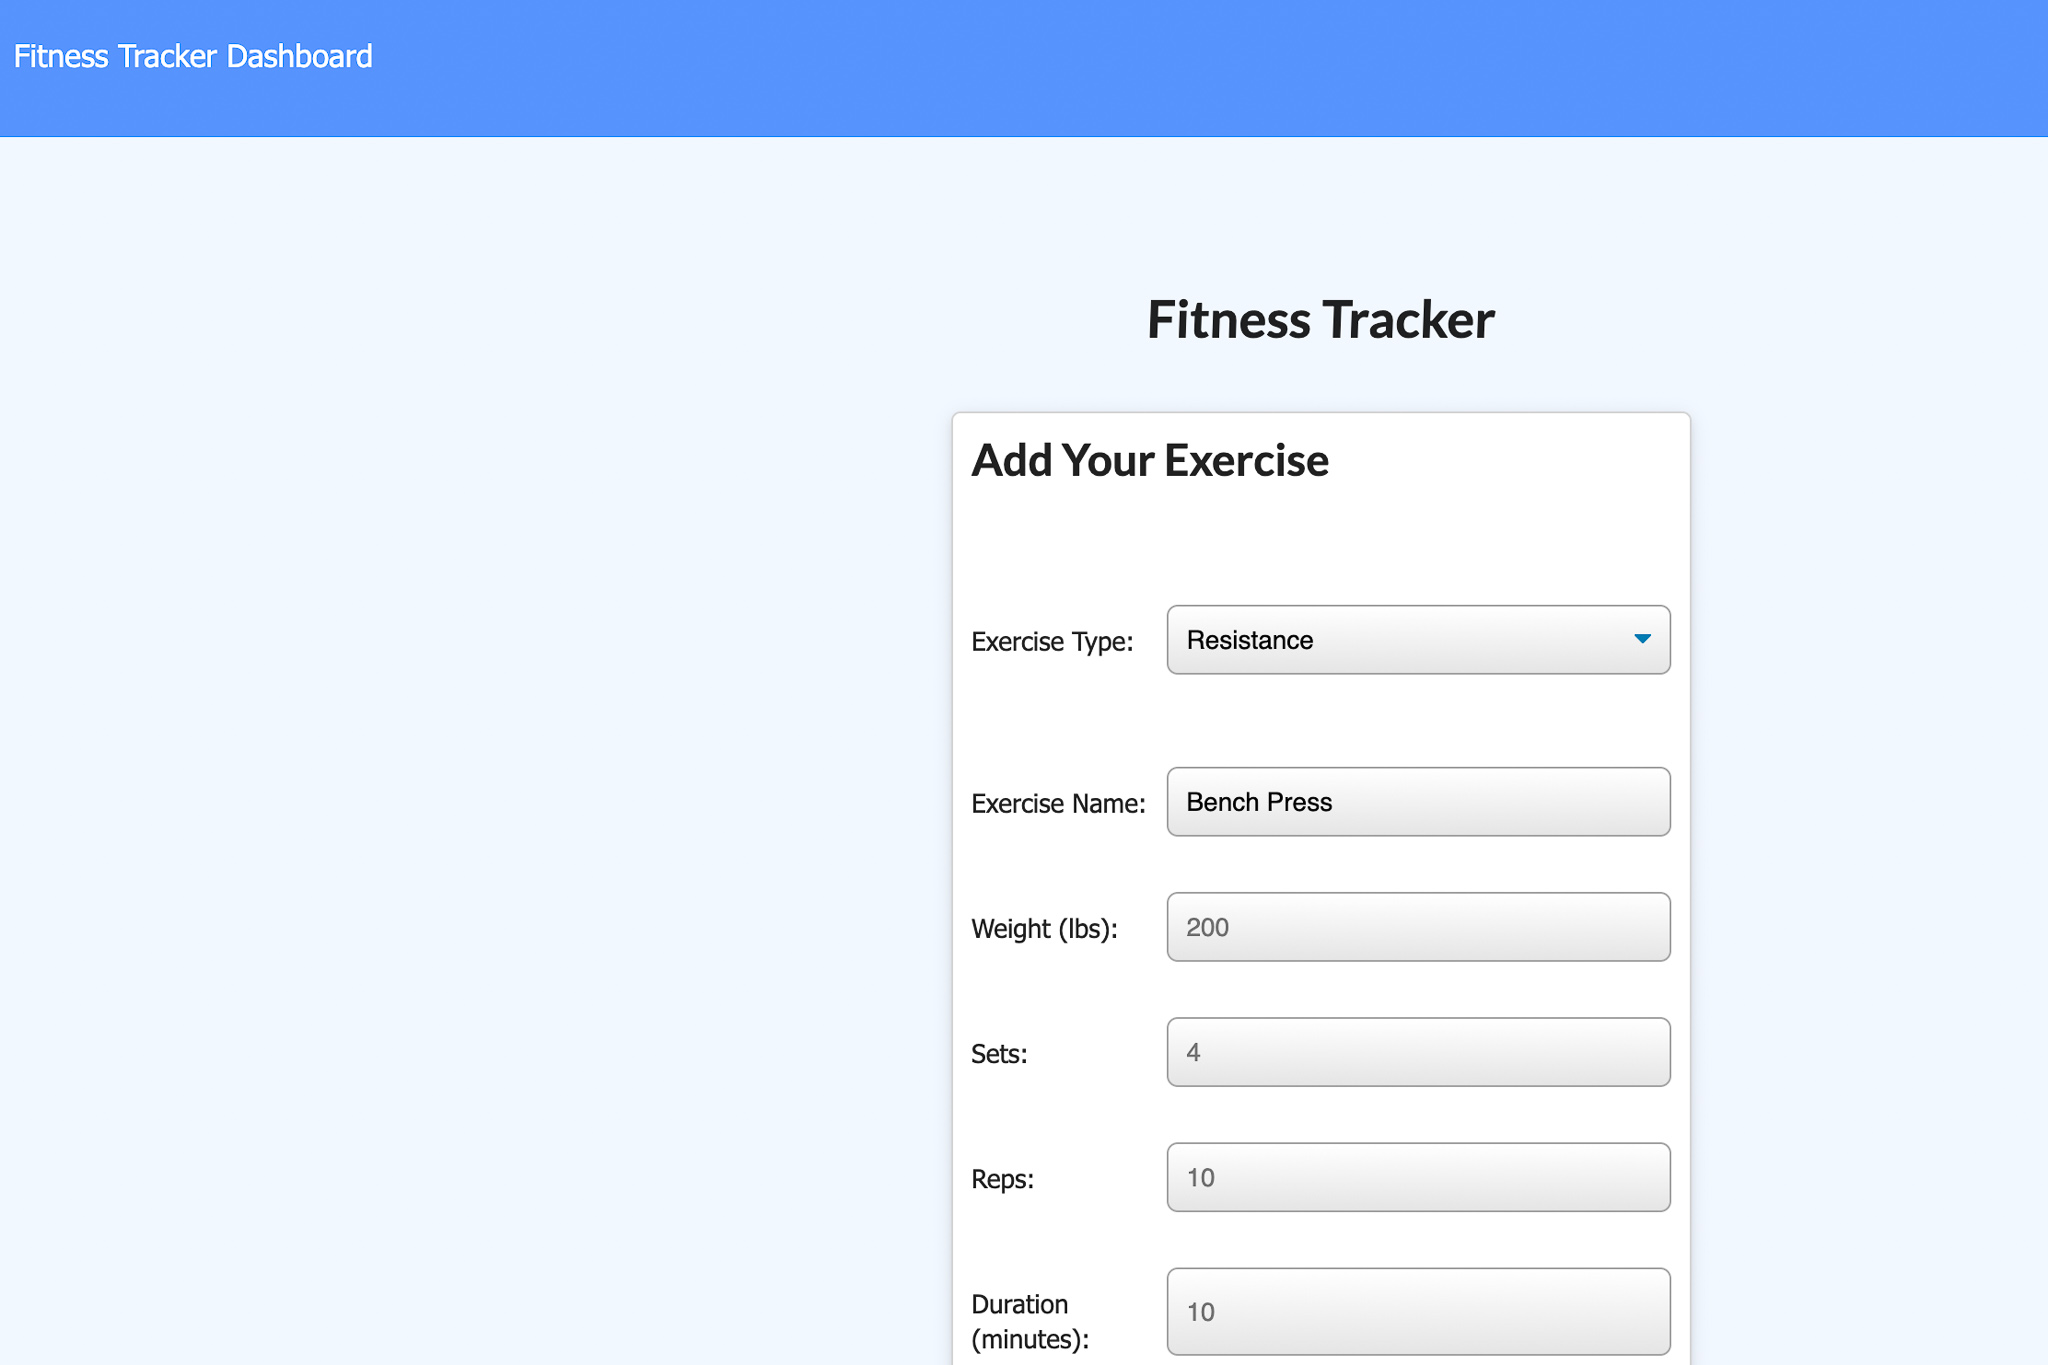 Fitness Tracker Dashboard
Fitness Tracker
Add Your Exercise
Exercise Type: Resistance
Exercise Name: Bench Press
Weight (lbs): 200
Sets: 4
Reps: 10
Duration
(minutes): 10